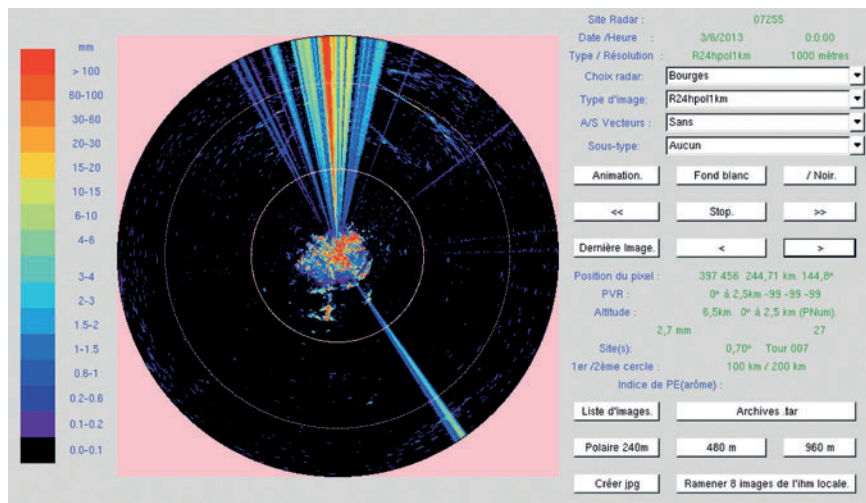 mm
> 100
60-100
30-60
20-30
15-20
10-15
6-10
4-6
3-4
2-3
1.5-2
1-1.5
0.6-1
0.2-0.6
0.1-0.2
0.0-0.1
Site Radar : 07255
Date /Heure : 3/6/2013 0:0:00
Type / Résolution : R24hpol1km 1000 mètres
Choix radar: Bourges
Type d'image: R24hpol1km
A/S Vecteurs : Sans
Sous-type: Aucun
Animation. Fond blanc / Noir.
<< Stop. >>
Dernière Image. < >
Position du pixel : 397 456 244,71 km 144,8°
PVR : 0° à 2,5km -99 -99 -99
Altitude : 6,5km. 0° à 2,5 km (PNum).
2,7 mm 27
Site(s): 0,70° Tour 007
1er /2ème cercle : 100 km / 200 km
Indice de PE(arôme) :
Liste d'images. Archives .tar
Polaire 240m 480 m 960 m
Créer jpg Ramener 8 images de l'ihm locale.